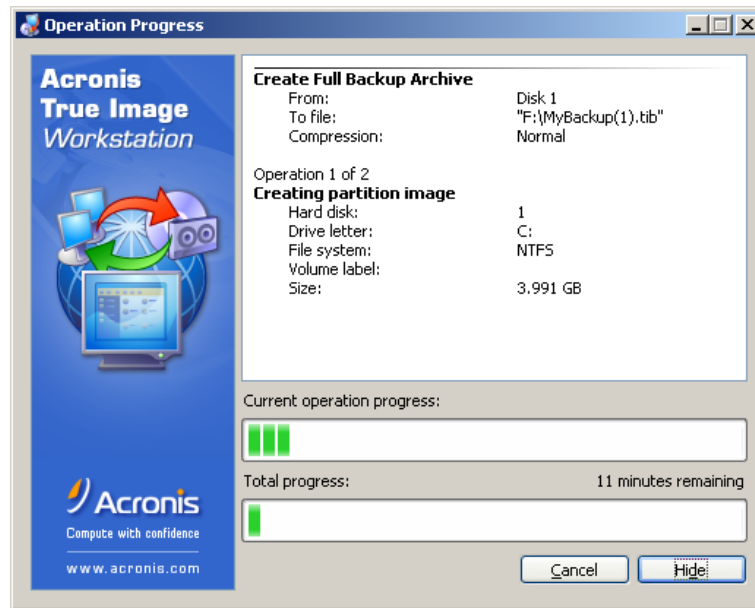 Operation Progress
Acronis
True Image
Workstation
Create Full Backup Archive
From: Disk 1
To file: "F:\MyBackup(1).tib"
Compression: Normal
Operation 1 of 2
Creating partition image
Hard disk: 1
Drive letter: C:
File system: NTFS
Volume label:
Size: 3.991 GB
Current operation progress:
Total progress: 11 minutes remaining
Acronis
Compute with confidence
www.acronis.com
Cancel Hide